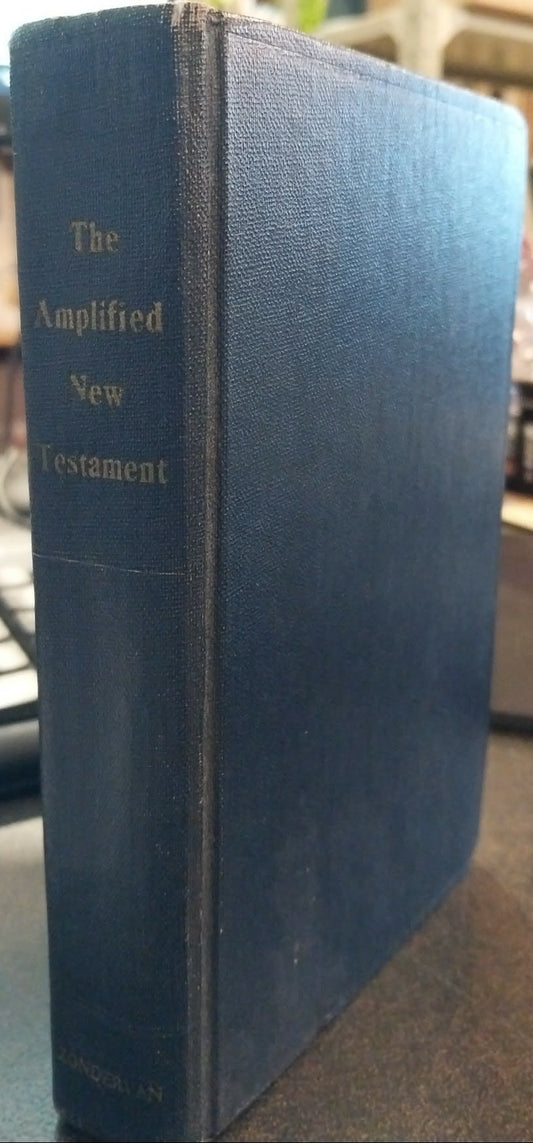 The
Amplified
New
Testament
ZONDERVAN